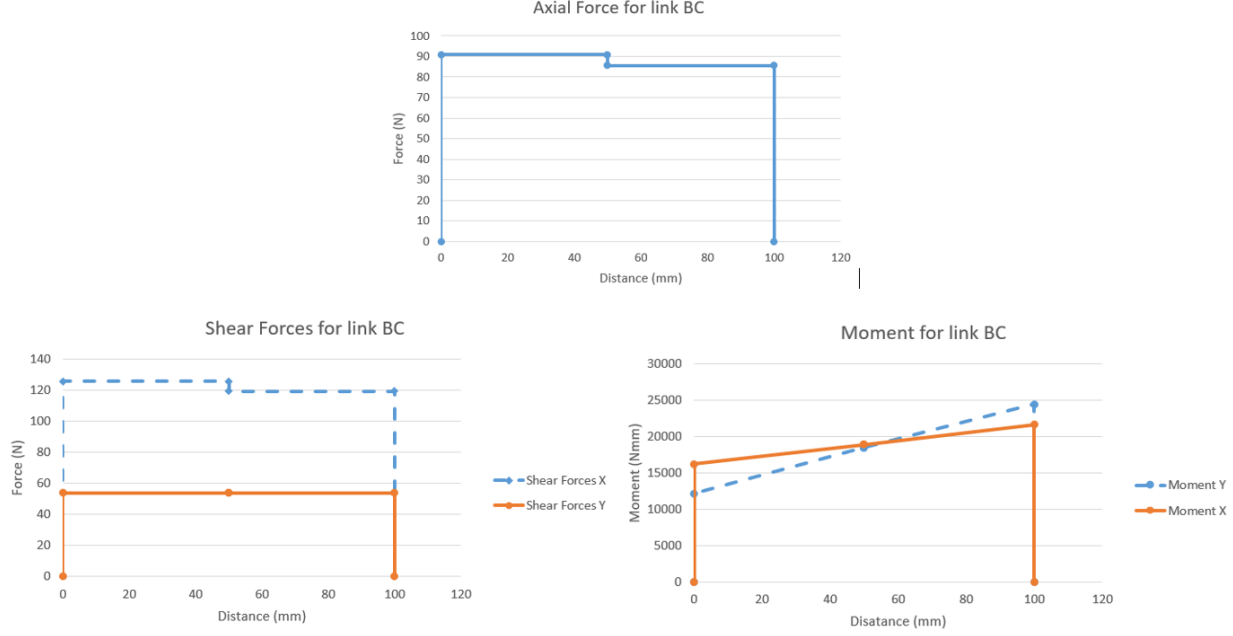 Axial Force for link BC
100
90
80
70
60
50
40
30
20
10
0
Force (N)
0 20 40 60 80 100 120
Distance (mm)
Shear Forces for link BC
140
120
100
80
60
40
20
0
Force (N)
0 20 40 60 80 100 120
Distance (mm)
Shear Forces X
Shear Forces Y
Moment for link BC
30000
25000
20000
15000
10000
5000
0
Moment (Nmm)
0 20 40 60 80 100 120
Disatance (mm)
Moment Y
Moment X